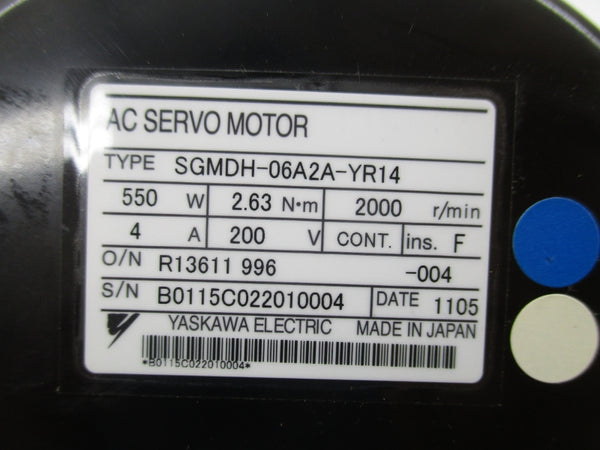 AC SERVO MOTOR
TYPE SGMDH-06A2A-YR14
550 W 2.63 N•m 2000 r/min
4 A 200 V CONT. ins. F
O/N R13611 996 -004
S/N B0115C022010004 DATE 1105
YASKAWA ELECTRIC MADE IN JAPAN
*B0115C022010004*